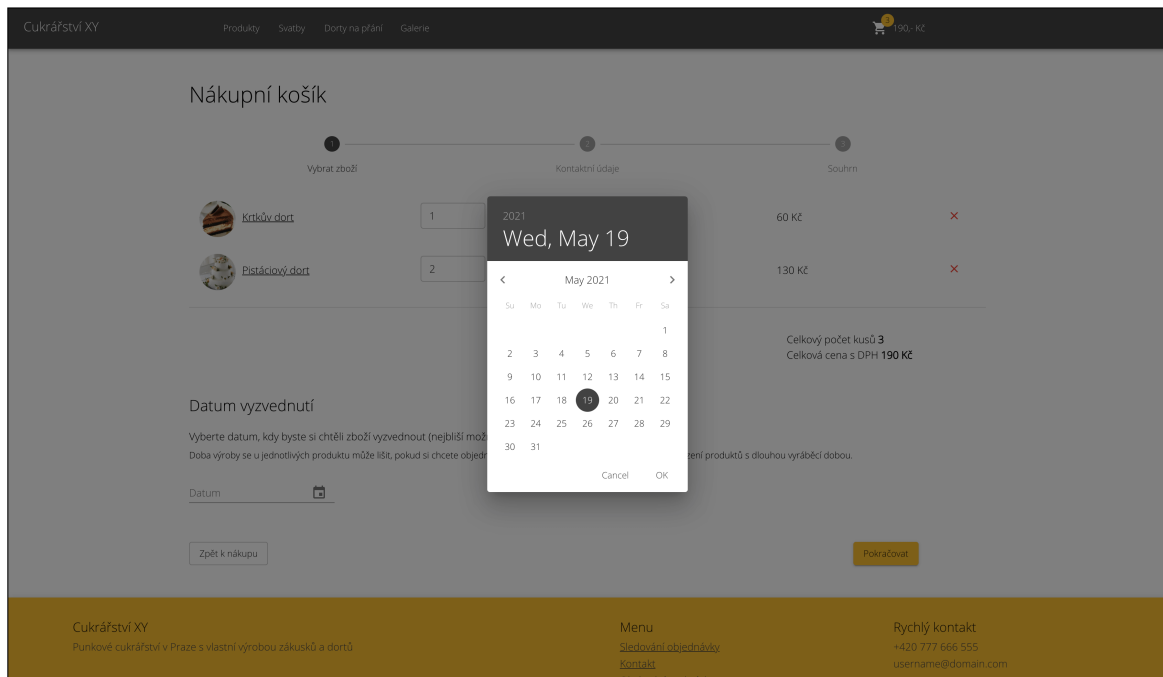 Cukrářství XY
Produkty Svatby Dorty na přání Galerie
3
190,- Kč
Nákupní košík
1 2 3
Vybrat zboží Kontaktní údaje Souhrn
Krtkův dort 1 60 Kč
Pistáciový dort 2 130 Kč
Celkový počet kusů 3
Celková cena s DPH 190 Kč
2021
Wed, May 19
May 2021
Su Mo Tu We Th Fr Sa
1
2 3 4 5 6 7 8
9 10 11 12 13 14 15
16 17 18 19 20 21 22
23 24 25 26 27 28 29
30 31
Cancel OK
Datum vyzvednutí
Vyberte datum, kdy byste si chtěli zboží vyzvednout (nejbliší mož
Doba výroby se u jednotlivých produktu může lišit, pokud si chcete objedn zení produktů s dlouhou vyráběcí dobou.
Datum
Zpět k nákupu Pokračovat
Cukrářství XY
Punkové cukrářství v Praze s vlastní výrobou zákusků a dortů
Menu
Sledování objednávky
Kontakt
Rychlý kontakt
+420 777 666 555
username@domain.com